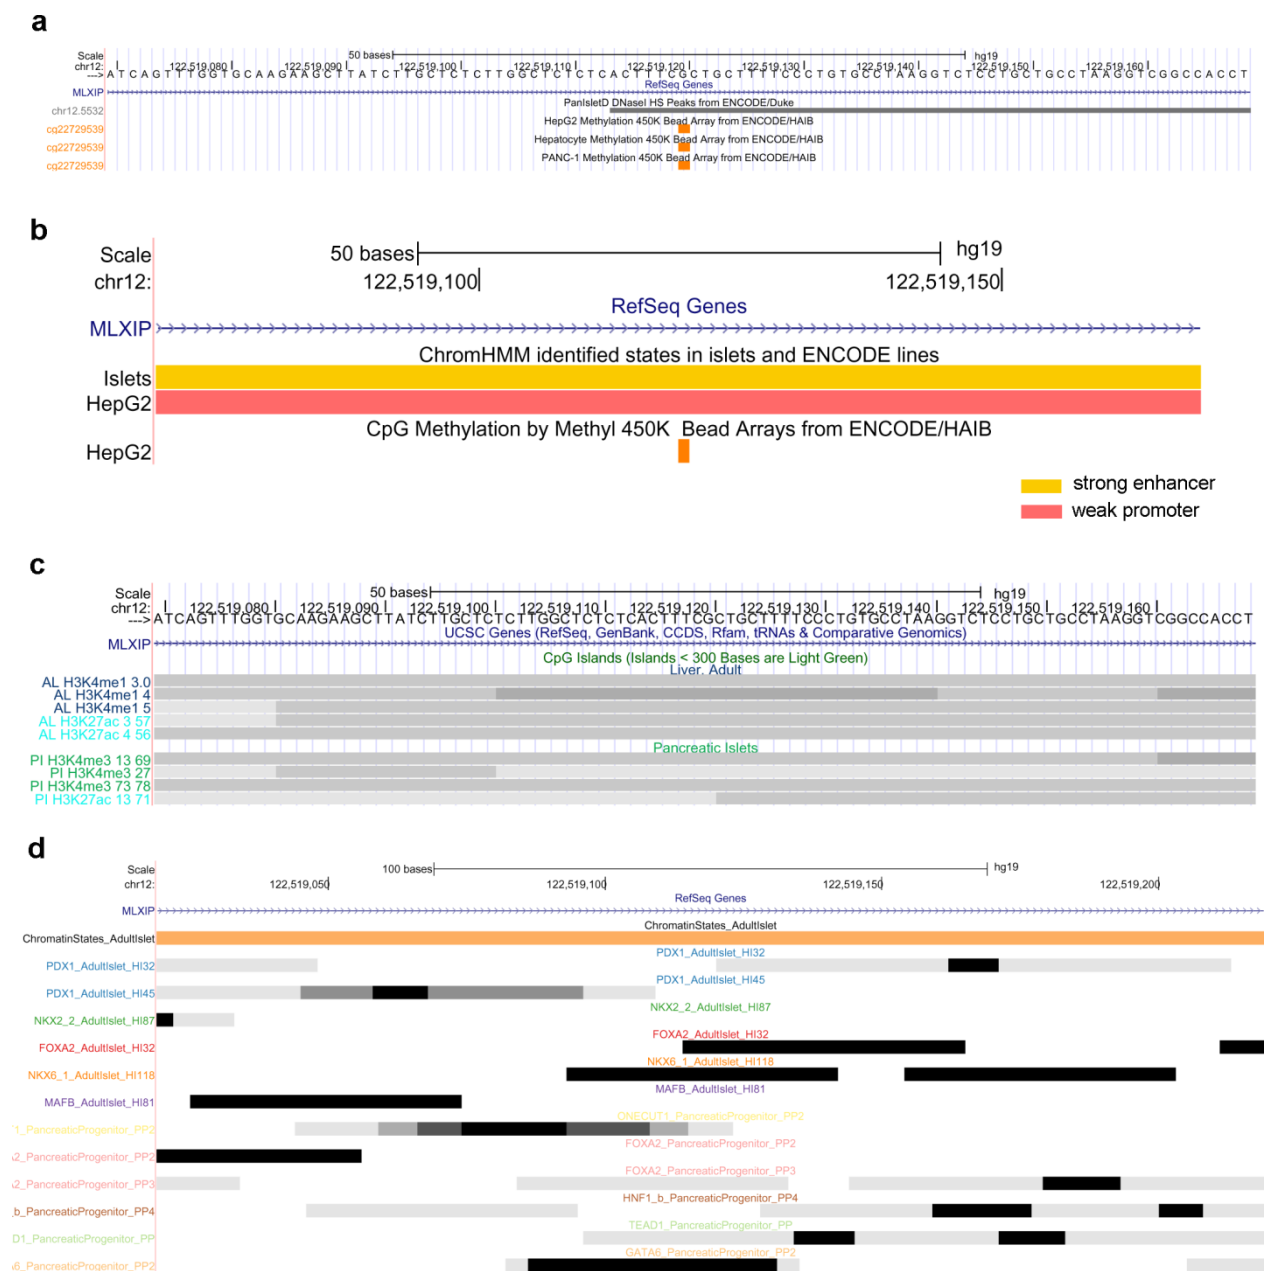 a
Scale 50 bases hg19
chr12: 122,519,080 122,519,090 122,519,100 122,519,110 122,519,120 122,519,130 122,519,140 122,519,150 122,519,160
---> ATCAGTTTGGTGCAAGAAGCTTATCTTGCTCTCTTGGCTCTCTCACTTTCGCTGCTTTTCCCTGTGCCTAAGGTCTCCTGCTGCCTAAGGTCGGCCACCT
RefSeq Genes
MLXIP
PanIsletD DNaseI HS Peaks from ENCODE/Duke
chr12.5532
HepG2 Methylation 450K Bead Array from ENCODE/HAIB
cg22729539
Hepatocyte Methylation 450K Bead Array from ENCODE/HAIB
cg22729539
PANC-1 Methylation 450K Bead Array from ENCODE/HAIB
cg22729539
b
Scale 50 bases hg19
chr12: 122,519,100 122,519,150
RefSeq Genes
MLXIP
ChromHMM identified states in islets and ENCODE lines
Islets
HepG2
CpG Methylation by Methyl 450K Bead Arrays from ENCODE/HAIB
HepG2
strong enhancer
weak promoter
c
Scale 50 bases hg19
chr12: 122,519,080 122,519,090 122,519,100 122,519,110 122,519,120 122,519,130 122,519,140 122,519,150 122,519,160
---> ATCAGTTTGGTGCAAGAAGCTTATCTTGCTCTCTTGGCTCTCTCACTTTCGCTGCTTTTCCCTGTGCCTAAGGTCTCCTGCTGCCTAAGGTCGGCCACCT
UCSC Genes (RefSeq, GenBank, CCDS, Rfam, tRNAs & Comparative Genomics)
MLXIP
CpG Islands (Islands < 300 Bases are Light Green)
Liver, Adult
AL H3K4me1 3.0
AL H3K4me1 4
AL H3K4me1 5
AL H3K27ac 3 57
AL H3K27ac 4 56
Pancreatic Islets
PI H3K4me3 13 69
PI H3K4me3 27
PI H3K4me3 73 78
PI H3K27ac 13 71
d
Scale 100 bases hg19
chr12: 122,519,050 122,519,100 122,519,150 122,519,200
RefSeq Genes
MLXIP
ChromatinStates_AdultIslet
ChromatinStates_AdultIslet
PDX1_AdultIslet_HI32
PDX1_AdultIslet_HI32
PDX1_AdultIslet_HI45
PDX1_AdultIslet_HI45
NKX2_2_AdultIslet_HI87
NKX2_2_AdultIslet_HI87
FOXA2_AdultIslet_HI32
FOXA2_AdultIslet_HI32
NKX6_1_AdultIslet_HI118
NKX6_1_AdultIslet_HI118
MAFB_AdultIslet_HI81
MAFB_AdultIslet_HI81
ONECUT1_PancreaticProgenitor_PP2
1_PancreaticProgenitor_PP2
FOXA2_PancreaticProgenitor_PP2
A2_PancreaticProgenitor_PP2
FOXA2_PancreaticProgenitor_PP3
A2_PancreaticProgenitor_PP3
HNF1_b_PancreaticProgenitor_PP4
_b_PancreaticProgenitor_PP4
TEAD1_PancreaticProgenitor_PP
D1_PancreaticProgenitor_PP
GATA6_PancreaticProgenitor_PP2
A6_PancreaticProgenitor_PP2